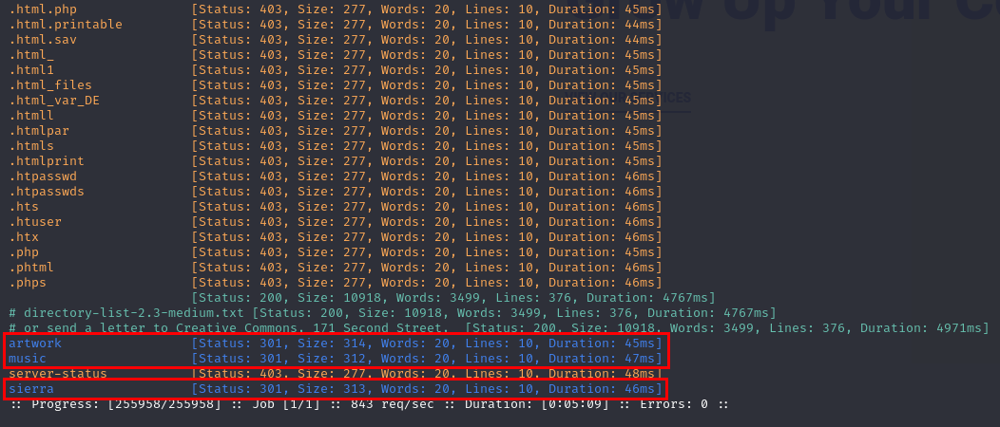 .html.php [Status: 403, Size: 277, Words: 20, Lines: 10, Duration: 45ms]
.html.printable [Status: 403, Size: 277, Words: 20, Lines: 10, Duration: 44ms]
.html.sav [Status: 403, Size: 277, Words: 20, Lines: 10, Duration: 44ms]
.html_ [Status: 403, Size: 277, Words: 20, Lines: 10, Duration: 45ms]
.html1 [Status: 403, Size: 277, Words: 20, Lines: 10, Duration: 45ms]
.html_files [Status: 403, Size: 277, Words: 20, Lines: 10, Duration: 45ms]
.html_var_DE [Status: 403, Size: 277, Words: 20, Lines: 10, Duration: 45ms]
.htmll [Status: 403, Size: 277, Words: 20, Lines: 10, Duration: 45ms]
.htmlpar [Status: 403, Size: 277, Words: 20, Lines: 10, Duration: 45ms]
.htmls [Status: 403, Size: 277, Words: 20, Lines: 10, Duration: 45ms]
.htmlprint [Status: 403, Size: 277, Words: 20, Lines: 10, Duration: 45ms]
.htpasswd [Status: 403, Size: 277, Words: 20, Lines: 10, Duration: 46ms]
.htpasswds [Status: 403, Size: 277, Words: 20, Lines: 10, Duration: 46ms]
.hts [Status: 403, Size: 277, Words: 20, Lines: 10, Duration: 46ms]
.htuser [Status: 403, Size: 277, Words: 20, Lines: 10, Duration: 46ms]
.htx [Status: 403, Size: 277, Words: 20, Lines: 10, Duration: 46ms]
.php [Status: 403, Size: 277, Words: 20, Lines: 10, Duration: 45ms]
.phtml [Status: 403, Size: 277, Words: 20, Lines: 10, Duration: 46ms]
.phps [Status: 403, Size: 277, Words: 20, Lines: 10, Duration: 46ms]
[Status: 200, Size: 10918, Words: 3499, Lines: 376, Duration: 4767ms]
# directory-list-2.3-medium.txt [Status: 200, Size: 10918, Words: 3499, Lines: 376, Duration: 4767ms]
# or send a letter to Creative Commons, 171 Second Street, [Status: 200, Size: 10918, Words: 3499, Lines: 376, Duration: 4971ms]
artwork [Status: 301, Size: 314, Words: 20, Lines: 10, Duration: 45ms]
music [Status: 301, Size: 312, Words: 20, Lines: 10, Duration: 47ms]
server-status [Status: 403, Size: 277, Words: 20, Lines: 10, Duration: 48ms]
sierra [Status: 301, Size: 313, Words: 20, Lines: 10, Duration: 46ms]
:: Progress: [255958/255958] :: Job [1/1] :: 843 req/sec :: Duration: [0:05:09] :: Errors: 0 ::
Up Your